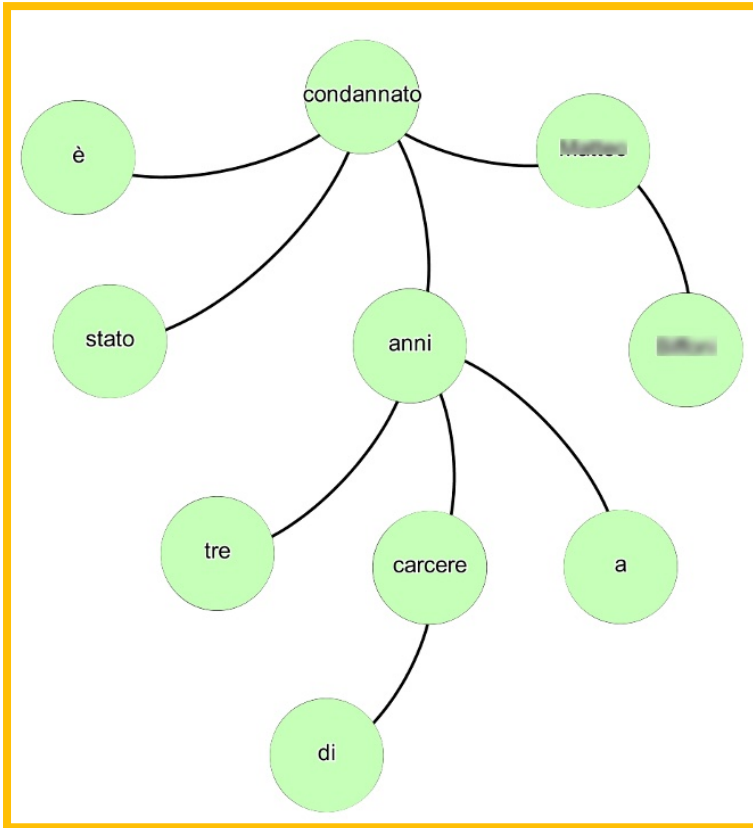 condannato
è
stato
anni
tre
carcere
a
di